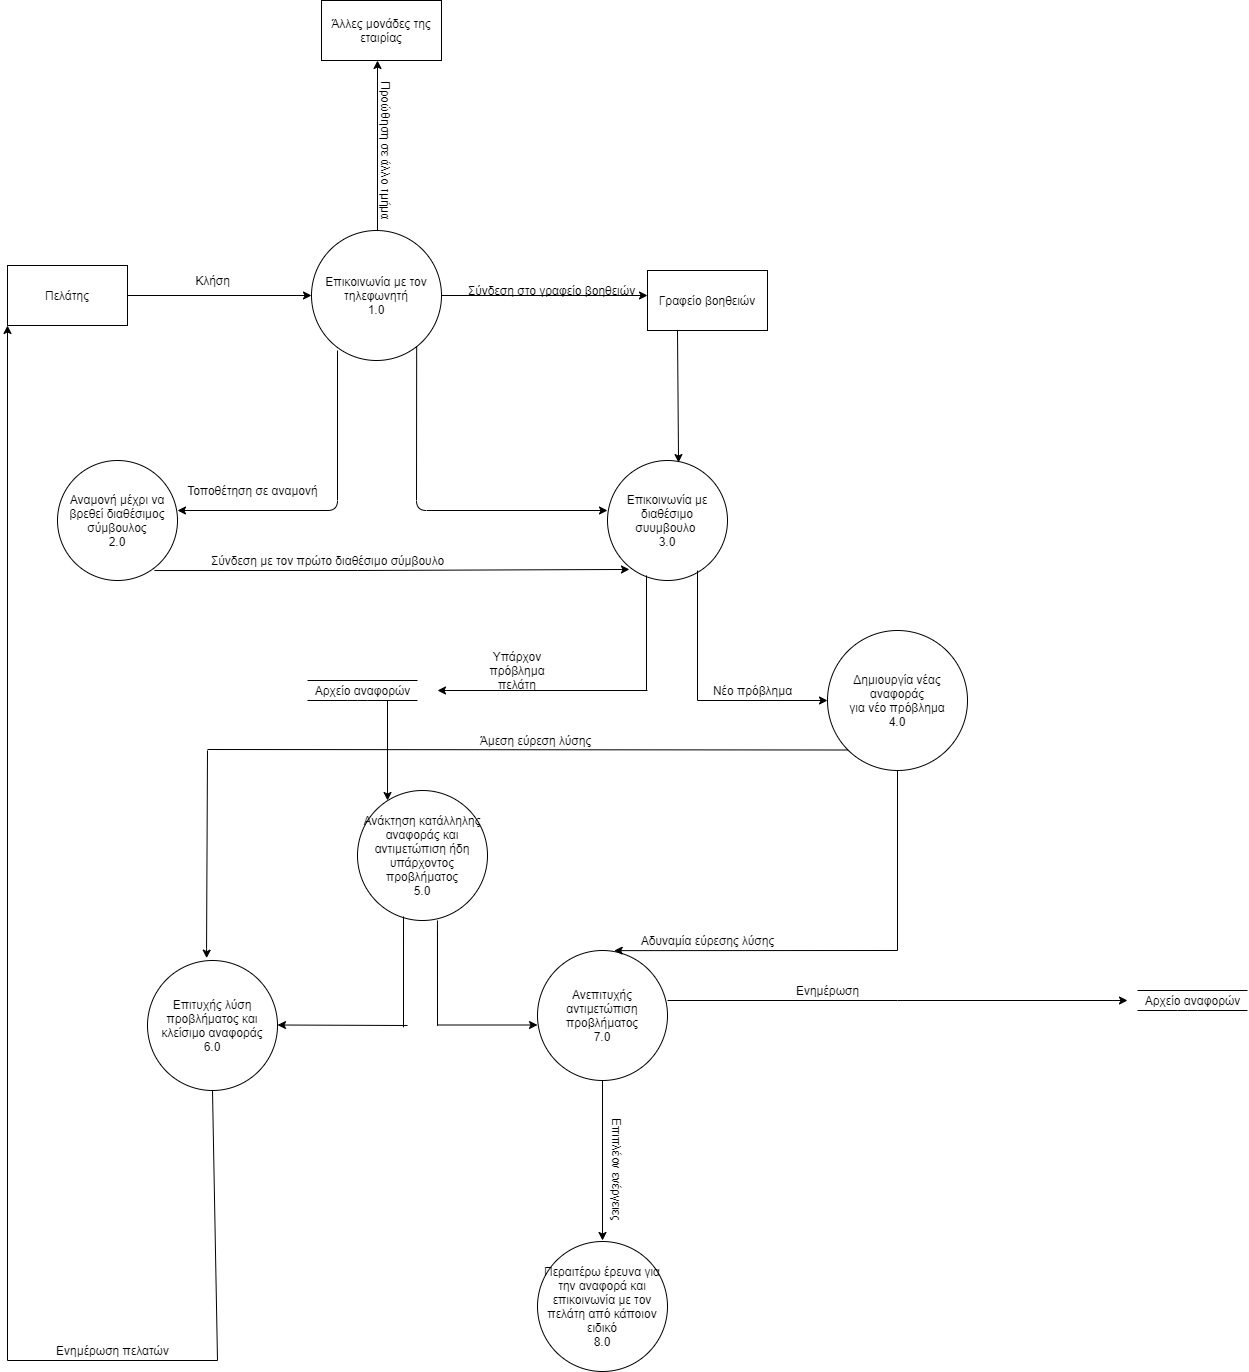 Άλλες μονάδες της
εταιρίας
Προώθηση σε άλλο τμήμα
Πελάτης
Κλήση
Επικοινωνία με τον
τηλεφωνητή
1.0
Σύνδεση στο γραφείο βοηθειών
Γραφείο βοηθειών
Αναμονή μέχρι να
βρεθεί διαθέσιμος
σύμβουλος
2.0
Τοποθέτηση σε αναμονή
Επικοινωνία με
διαθέσιμο
συυμβουλο
3.0
Σύνδεση με τον πρώτο διαθέσιμο σύμβουλο
Υπάρχον
πρόβλημα
πελάτη
Αρχείο αναφορών
Νέο πρόβλημα
Δημιουργία νέας
αναφοράς
για νέο πρόβλημα
4.0
Άμεση εύρεση λύσης
Ανάκτηση κατάλληλης
αναφοράς και
αντιμετώπιση ήδη
υπάρχοντος
προβλήματος
5.0
Αδυναμία εύρεσης λύσης
Επιτυχής λύση
προβλήματος και
κλείσιμο αναφοράς
6.0
Ανεπιτυχής
αντιμετώπιση
προβλήματος
7.0
Ενημέρωση
Αρχείο αναφορών
Επιπλέον ενέργειες
Περαιτέρω έρευνα για
την αναφορά και
επικοινωνία με τον
πελάτη από κάποιον
ειδικό
8.0
Ενημέρωση πελατών